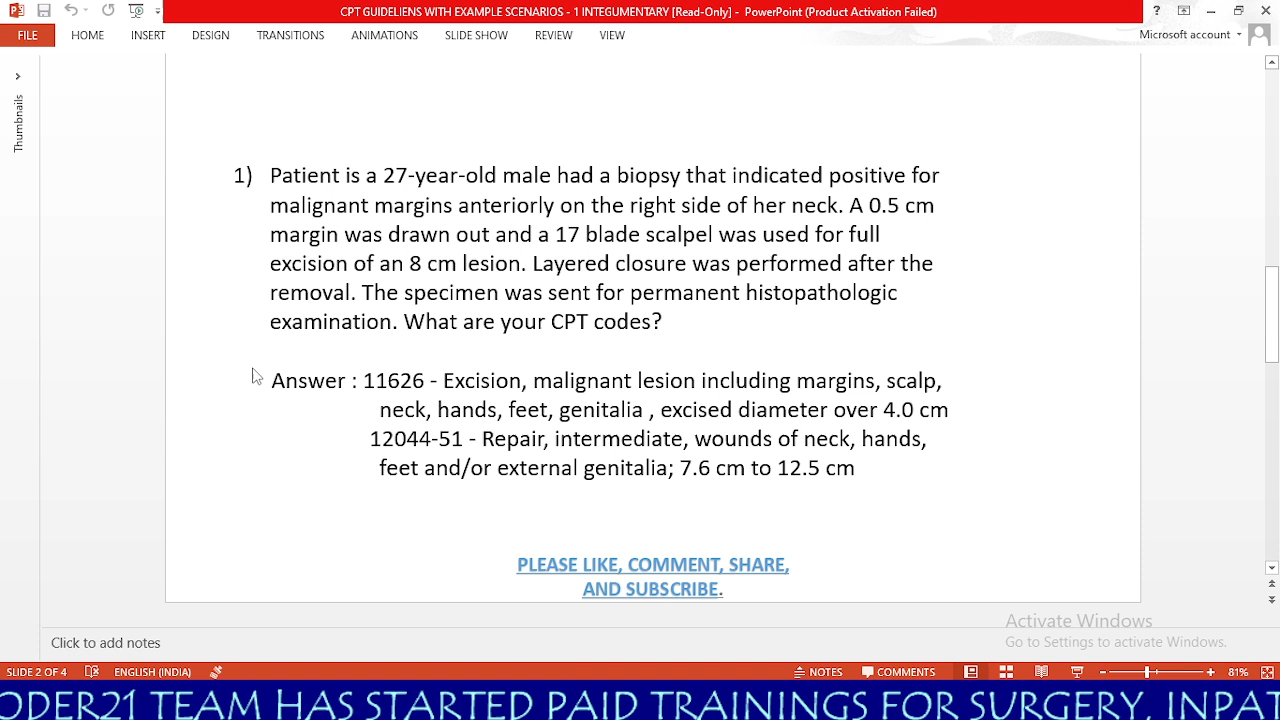 CPT GUIDELIENS WITH EXAMPLE SCENARIOS - 1 INTEGUMENTARY [Read-Only] - PowerPoint (Product Activation Failed)
FILE HOME INSERT DESIGN TRANSITIONS ANIMATIONS SLIDE SHOW REVIEW VIEW Microsoft account
Thumbnails
1) Patient is a 27-year-old male had a biopsy that indicated positive for
malignant margins anteriorly on the right side of her neck. A 0.5 cm
margin was drawn out and a 17 blade scalpel was used for full
excision of an 8 cm lesion. Layered closure was performed after the
removal. The specimen was sent for permanent histopathologic
examination. What are your CPT codes?
Answer : 11626 - Excision, malignant lesion including margins, scalp,
neck, hands, feet, genitalia , excised diameter over 4.0 cm
12044-51 - Repair, intermediate, wounds of neck, hands,
feet and/or external genitalia; 7.6 cm to 12.5 cm
PLEASE LIKE, COMMENT, SHARE,
AND SUBSCRIBE.
Activate Windows
Go to Settings to activate Windows.
Click to add notes
SLIDE 2 OF 4 ENGLISH (INDIA) NOTES COMMENTS 81%
ODER21 TEAM HAS STARTED PAID TRAININGS FOR SURGERY, INPAT